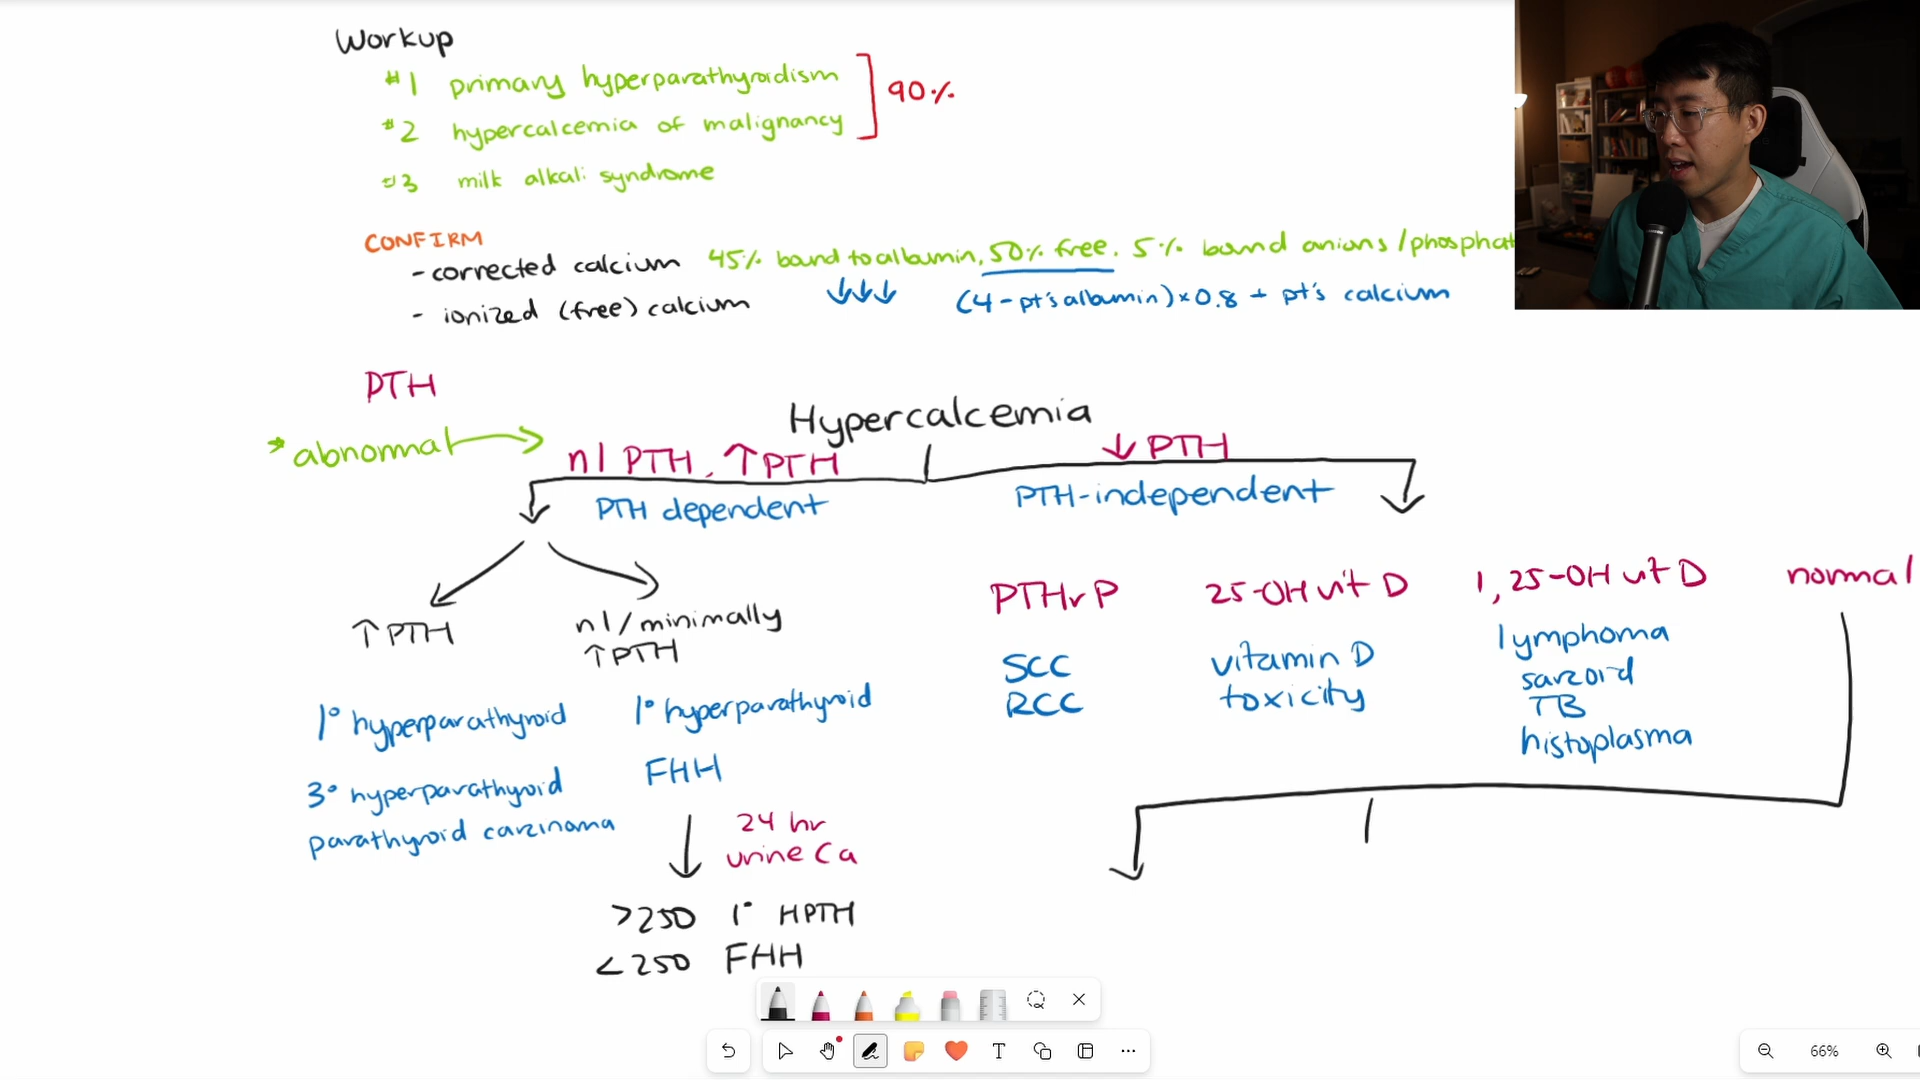 Workup
#1 primary hyperparathyroidism
#2 hypercalcemia of malignancy
90%
#3 milk alkali syndrome
CONFIRM
- corrected calcium 45% bound to albumin, 50% free, 5% bound anions/phosphat
- ionized (free) calcium ↓↓↓ (4 - pt's albumin) x 0.8 + pt's calcium
PTH
Hypercalcemia
* abnormal → nl PTH, ↑PTH
↓ PTH
PTH dependent
PTH-independent
↑PTH
nl/minimally
↑PTH
PTHrP
25-OH vit D
1,25-OH vit D
normal
1° hyperparathyroid
3° hyperparathyroid
parathyroid carcinoma
1° hyperparathyroid
FHH
24 hr
urine Ca
>250 1° HPTH
<250 FHH
SCC
RCC
vitamin D
toxicity
lymphoma
sarcoid
TB
histoplasma
66%